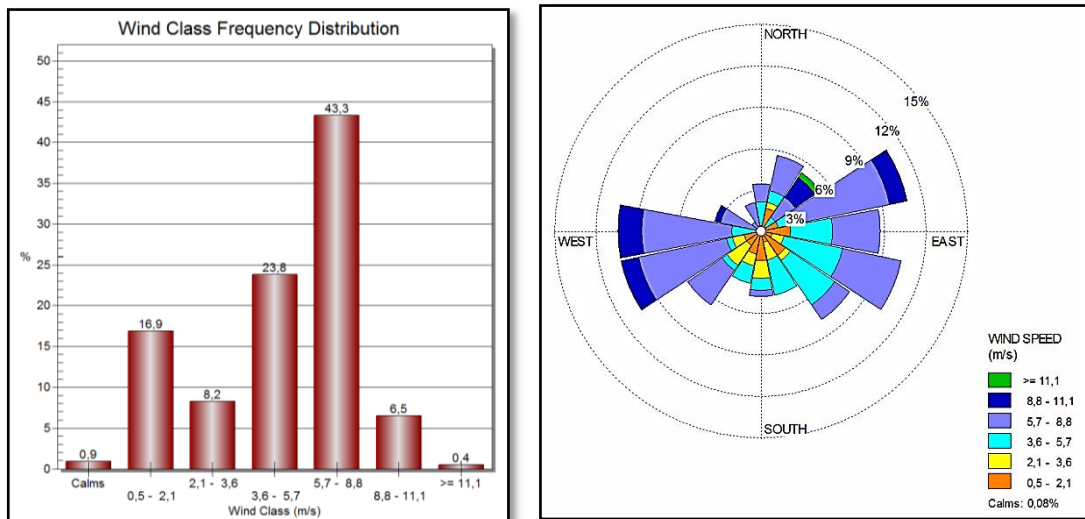 Wind Class Frequency Distribution
50
45
40
35
30
25
20
15
10
5
0
%
0,9
16,9
8,2
23,8
43,3
6,5
0,4
Calms
0,5 - 2,1
2,1 - 3,6
3,6 - 5,7
5,7 - 8,8
8,8 - 11,1
>= 11,1
Wind Class (m/s)
NORTH
15%
12%
9%
6%
3%
WEST
EAST
SOUTH
WIND SPEED
(m/s)
>= 11,1
8,8 - 11,1
5,7 - 8,8
3,6 - 5,7
2,1 - 3,6
0,5 - 2,1
Calms: 0,08%